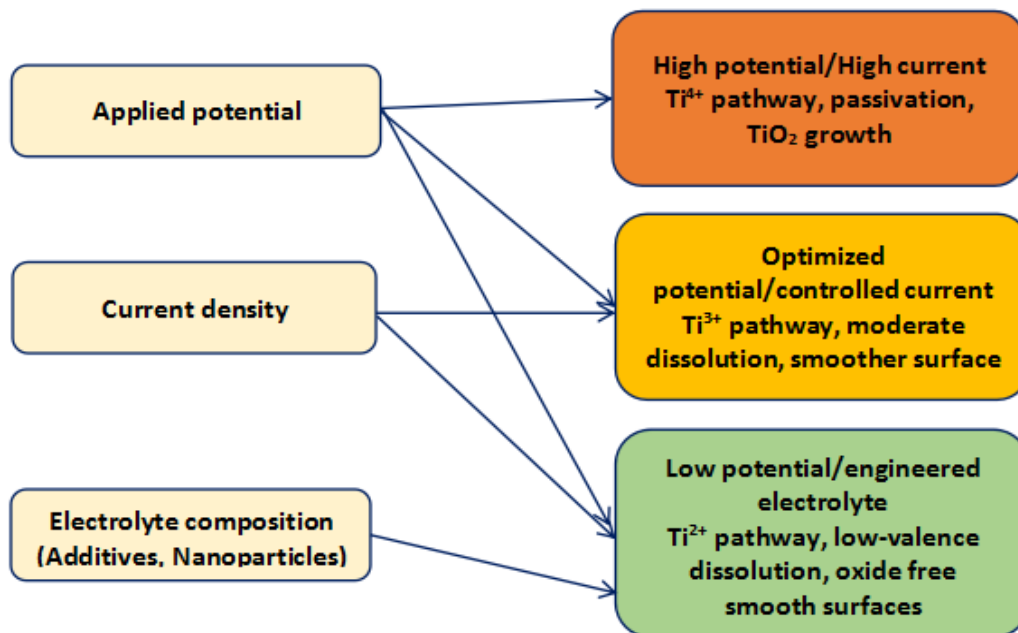 Applied potential
Current density
Electrolyte composition
(Additives, Nanoparticles)
High potential/High current
Ti⁴⁺ pathway, passivation,
TiO₂ growth
Optimized
potential/controlled current
Ti³⁺ pathway, moderate
dissolution, smoother surface
Low potential/engineered
electrolyte
Ti²⁺ pathway, low-valence
dissolution, oxide free
smooth surfaces